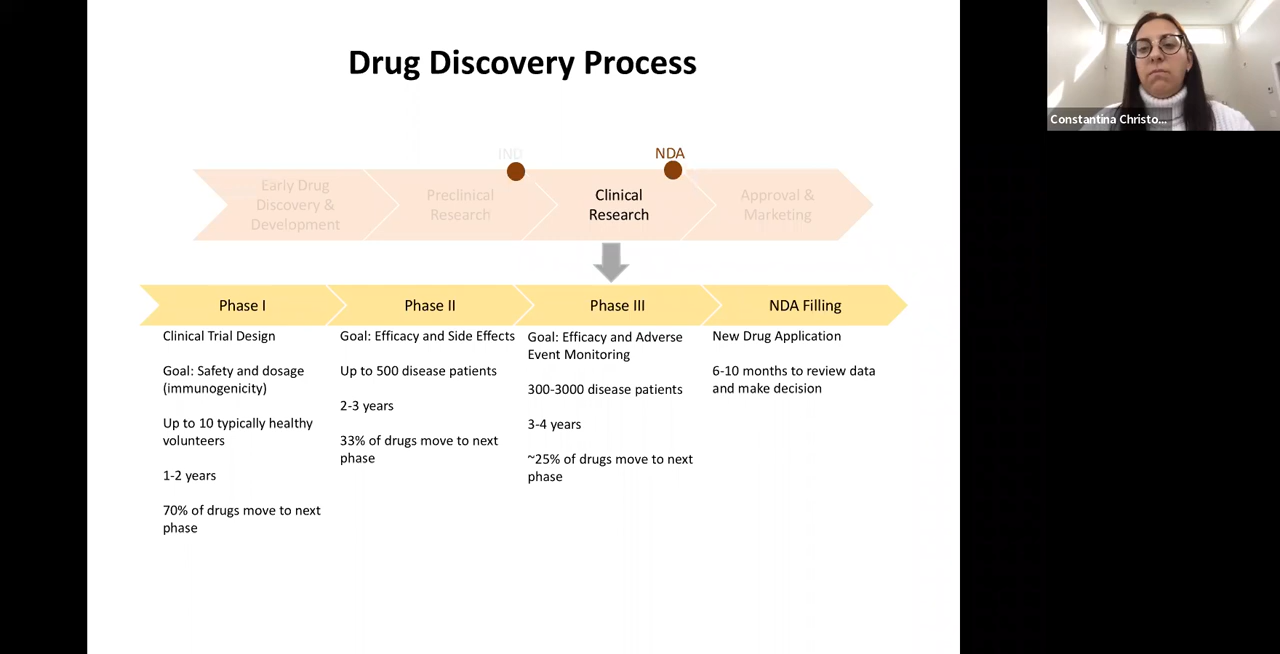 Drug Discovery Process
IND
NDA
Early Drug
Discovery &
Development
Preclinical
Research
Clinical
Research
Approval &
Marketing
Phase I
Phase II
Phase III
NDA Filling
Clinical Trial Design
Goal: Safety and dosage
(immunogenicity)
Up to 10 typically healthy
volunteers
1-2 years
70% of drugs move to next
phase
Goal: Efficacy and Side Effects
Up to 500 disease patients
2-3 years
33% of drugs move to next
phase
Goal: Efficacy and Adverse
Event Monitoring
300-3000 disease patients
3-4 years
~25% of drugs move to next
phase
New Drug Application
6-10 months to review data
and make decision
Constantina Christo...